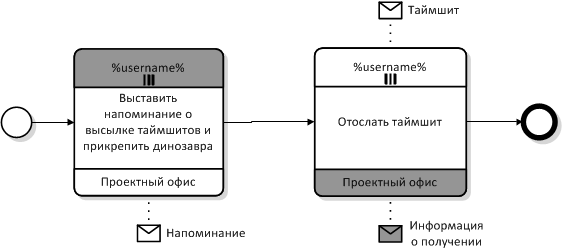 Таймшит
%username%
Выставить
напоминание о
высылке таймшитов и
прикрепить динозавра
Проектный офис
Напоминание
%username%
Отослать таймшит
Проектный офис
Информация
о получении